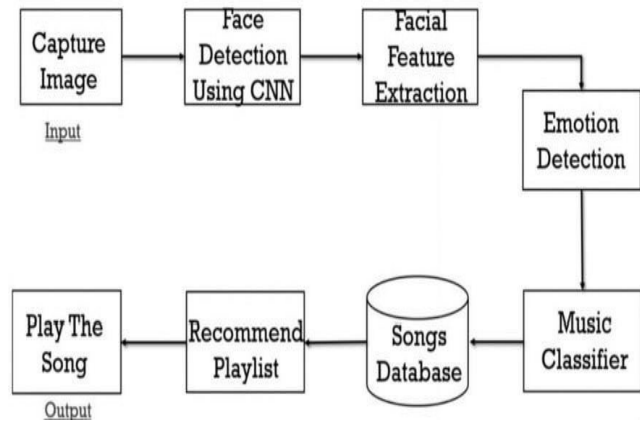 Capture
Image
Input
Face
Detection
Using CNN
Facial
Feature
Extraction
Emotion
Detection
Music
Classifier
Songs
Database
Recommend
Playlist
Play The
Song
Output